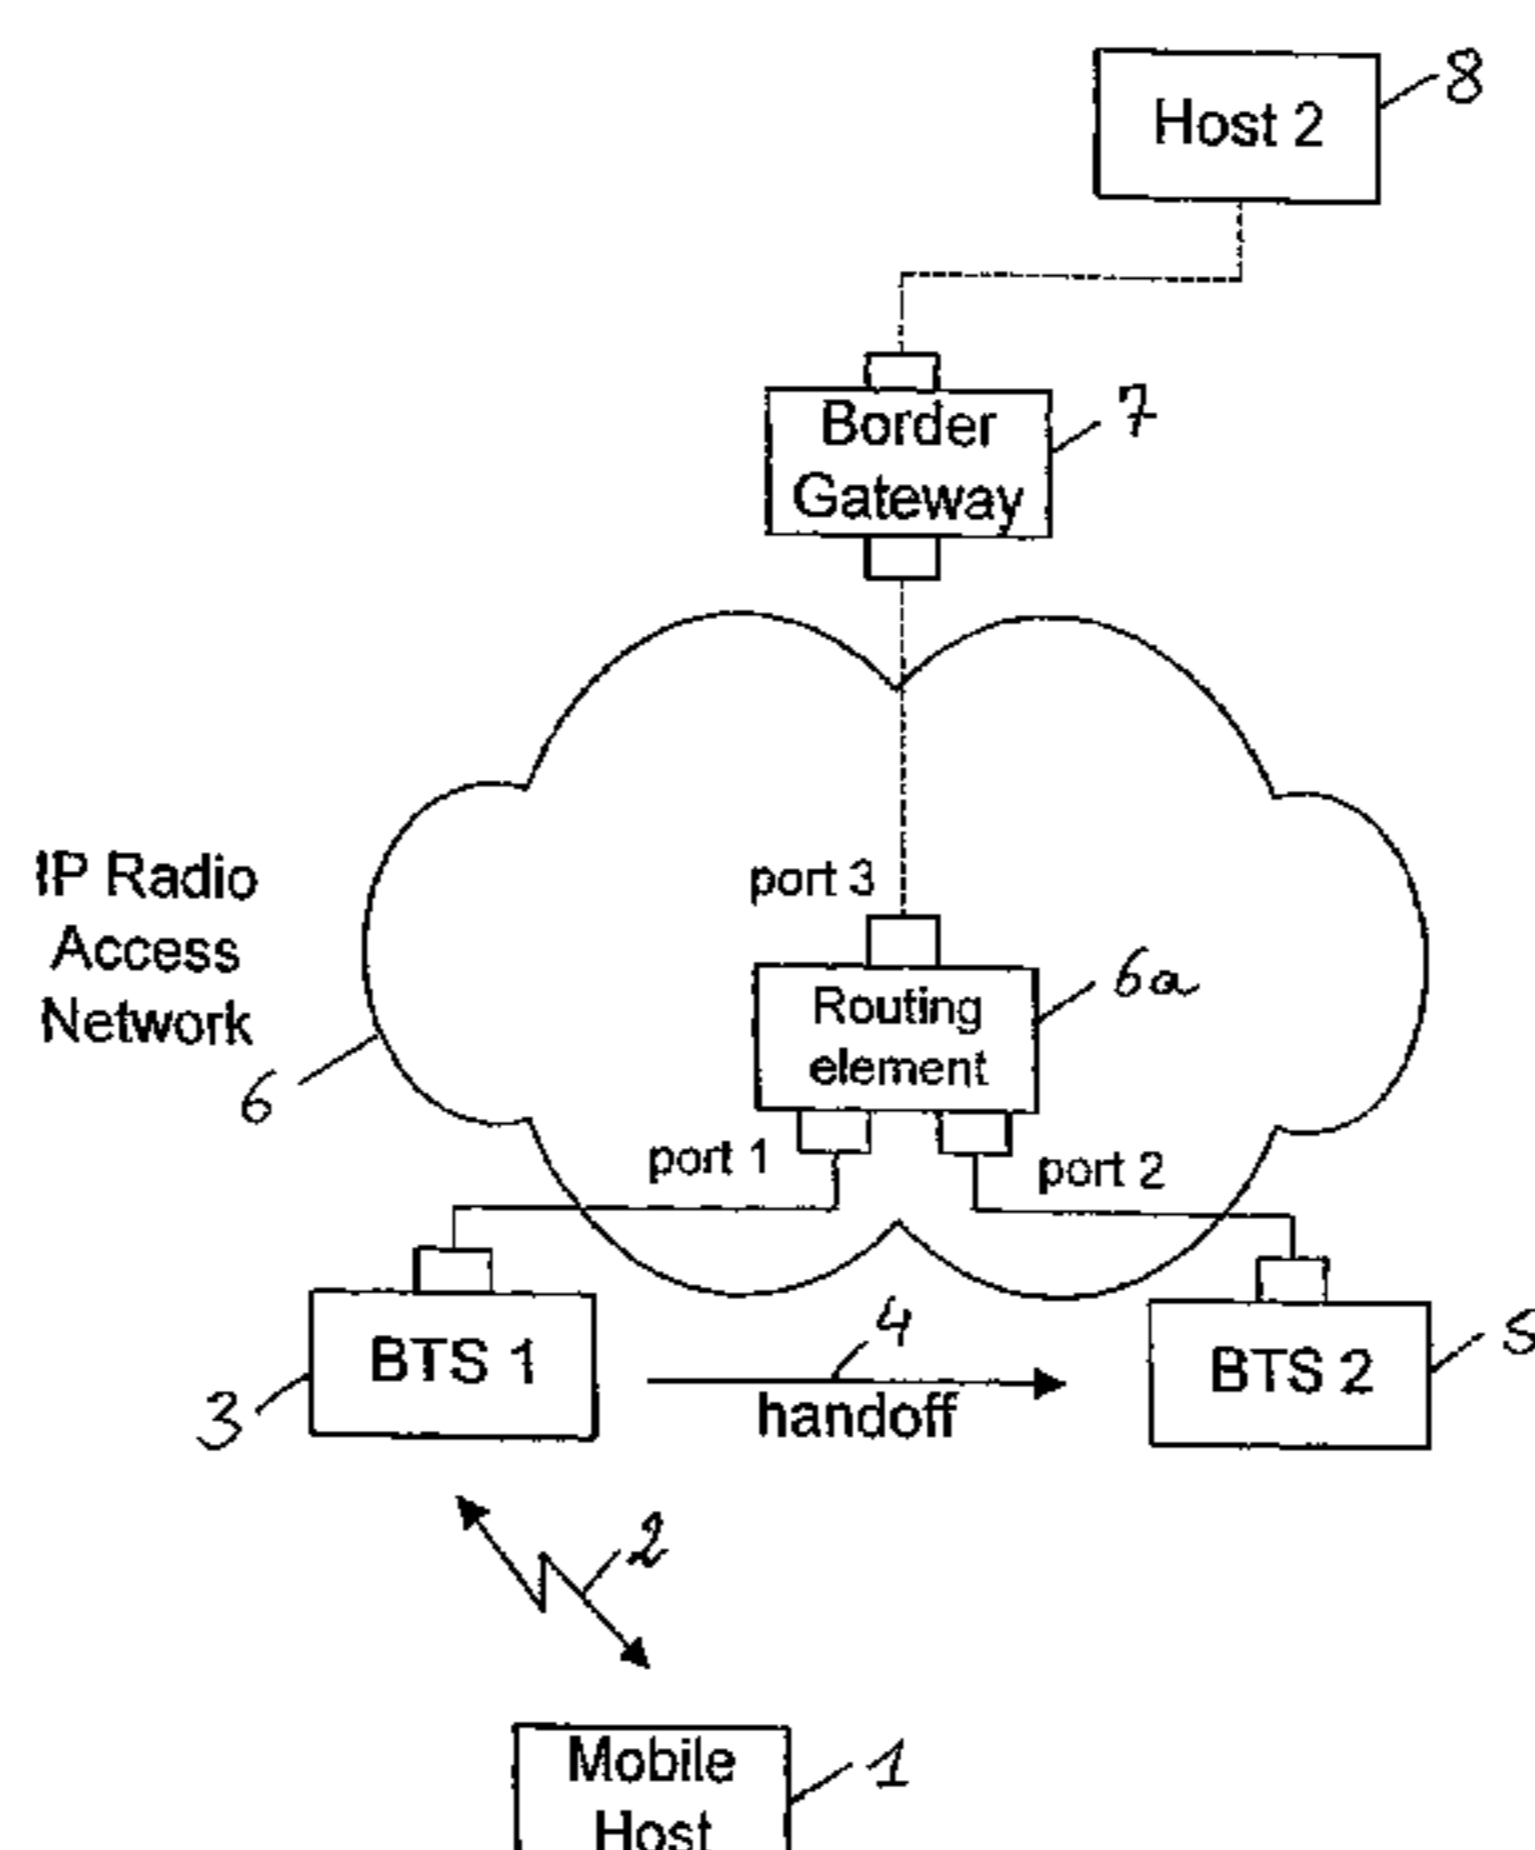 Host 2
8
Border
Gateway
7
IP Radio
Access
Network
6
port 3
Routing
element
6a
port 1
port 2
BTS 1
3
4
handoff
BTS 2
5
2
Mobile
Host
1